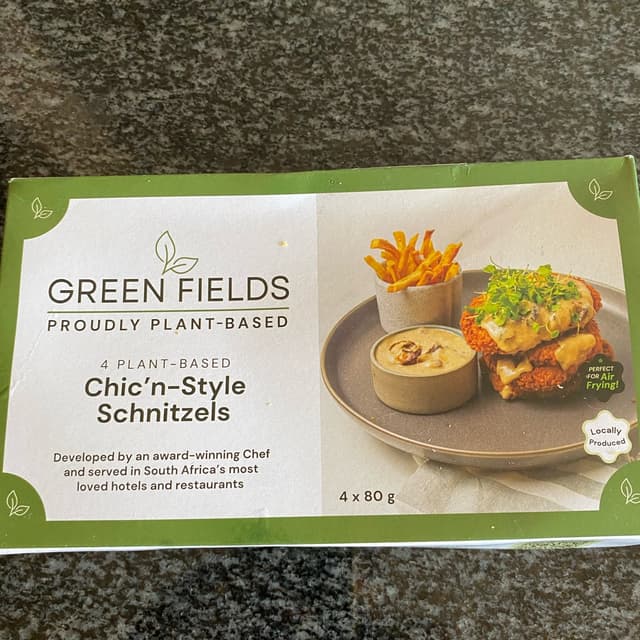 GREEN FIELDS
PROUDLY PLANT-BASED
4 PLANT-BASED
Chic'n-Style
Schnitzels
Developed by an award-winning Chef
and served in South Africa's most
loved hotels and restaurants
4 x 80 g
PERFECT
FOR Air
Frying!
Locally
Produced